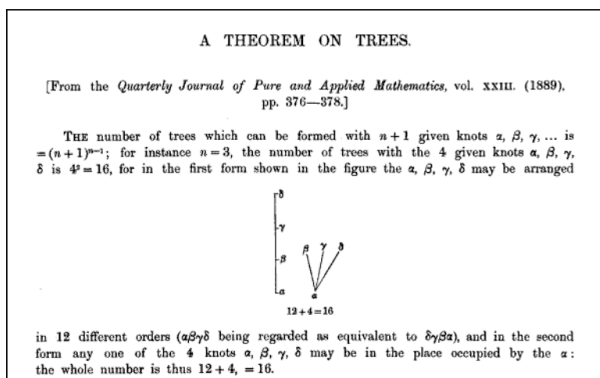 A THEOREM ON TREES.
[From the Quarterly Journal of Pure and Applied Mathematics, vol. XXIII. (1889),
pp. 376—378.]
THE number of trees which can be formed with n+1 given knots α, β, γ, ... is
=(n+1)ⁿ⁻¹; for instance n=3, the number of trees with the 4 given knots α, β, γ,
δ is 4²=16, for in the first form shown in the figure the α, β, γ, δ may be arranged
δ
γ
β
α
β γ δ
α
12+4=16
in 12 different orders (αβγδ being regarded as equivalent to δγβα), and in the second
form any one of the 4 knots α, β, γ, δ may be in the place occupied by the α:
the whole number is thus 12+4, =16.